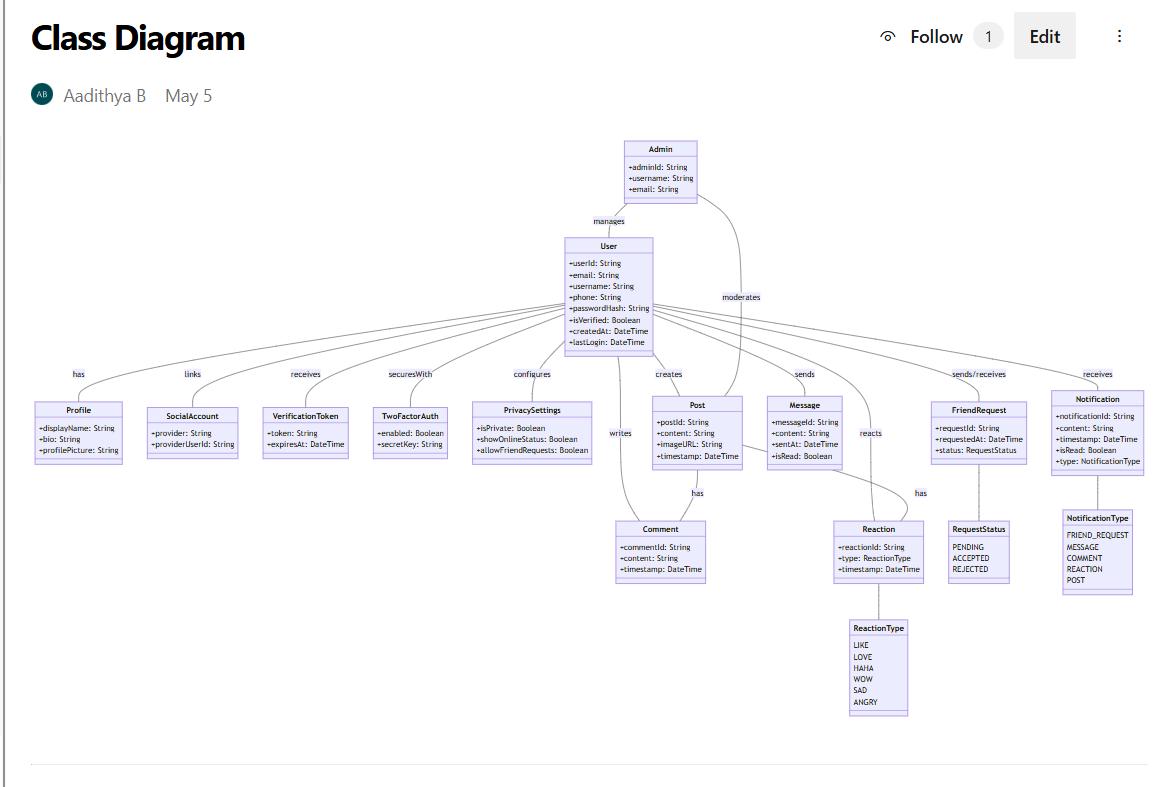 Class Diagram
Follow 1 Edit
AB Aadithya B May 5
Admin
+adminId: String
+username: String
+email: String
manages
moderates
User
+userId: String
+email: String
+username: String
+phone: String
+passwordHash: String
+isVerified: Boolean
+createdAt: DateTime
+lastLogin: DateTime
has
links
receives
securesWith
configures
creates
sends
sends/receives
receives
writes
reacts
Profile
+displayName: String
+bio: String
+profilePicture: String
SocialAccount
+provider: String
+providerUserId: String
VerificationToken
+token: String
+expiresAt: DateTime
TwoFactorAuth
+enabled: Boolean
+secretKey: String
PrivacySettings
+isPrivate: Boolean
+showOnlineStatus: Boolean
+allowFriendRequests: Boolean
Post
+postId: String
+content: String
+imageURL: String
+timestamp: DateTime
Message
+messageId: String
+content: String
+sentAt: DateTime
+isRead: Boolean
FriendRequest
+requestId: String
+requestedAt: DateTime
+status: RequestStatus
Notification
+notificationId: String
+content: String
+timestamp: DateTime
+isRead: Boolean
+type: NotificationType
has
has
Comment
+commentId: String
+content: String
+timestamp: DateTime
Reaction
+reactionId: String
+type: ReactionType
+timestamp: DateTime
RequestStatus
PENDING
ACCEPTED
REJECTED
NotificationType
FRIEND_REQUEST
MESSAGE
COMMENT
REACTION
POST
ReactionType
LIKE
LOVE
HAHA
WOW
SAD
ANGRY